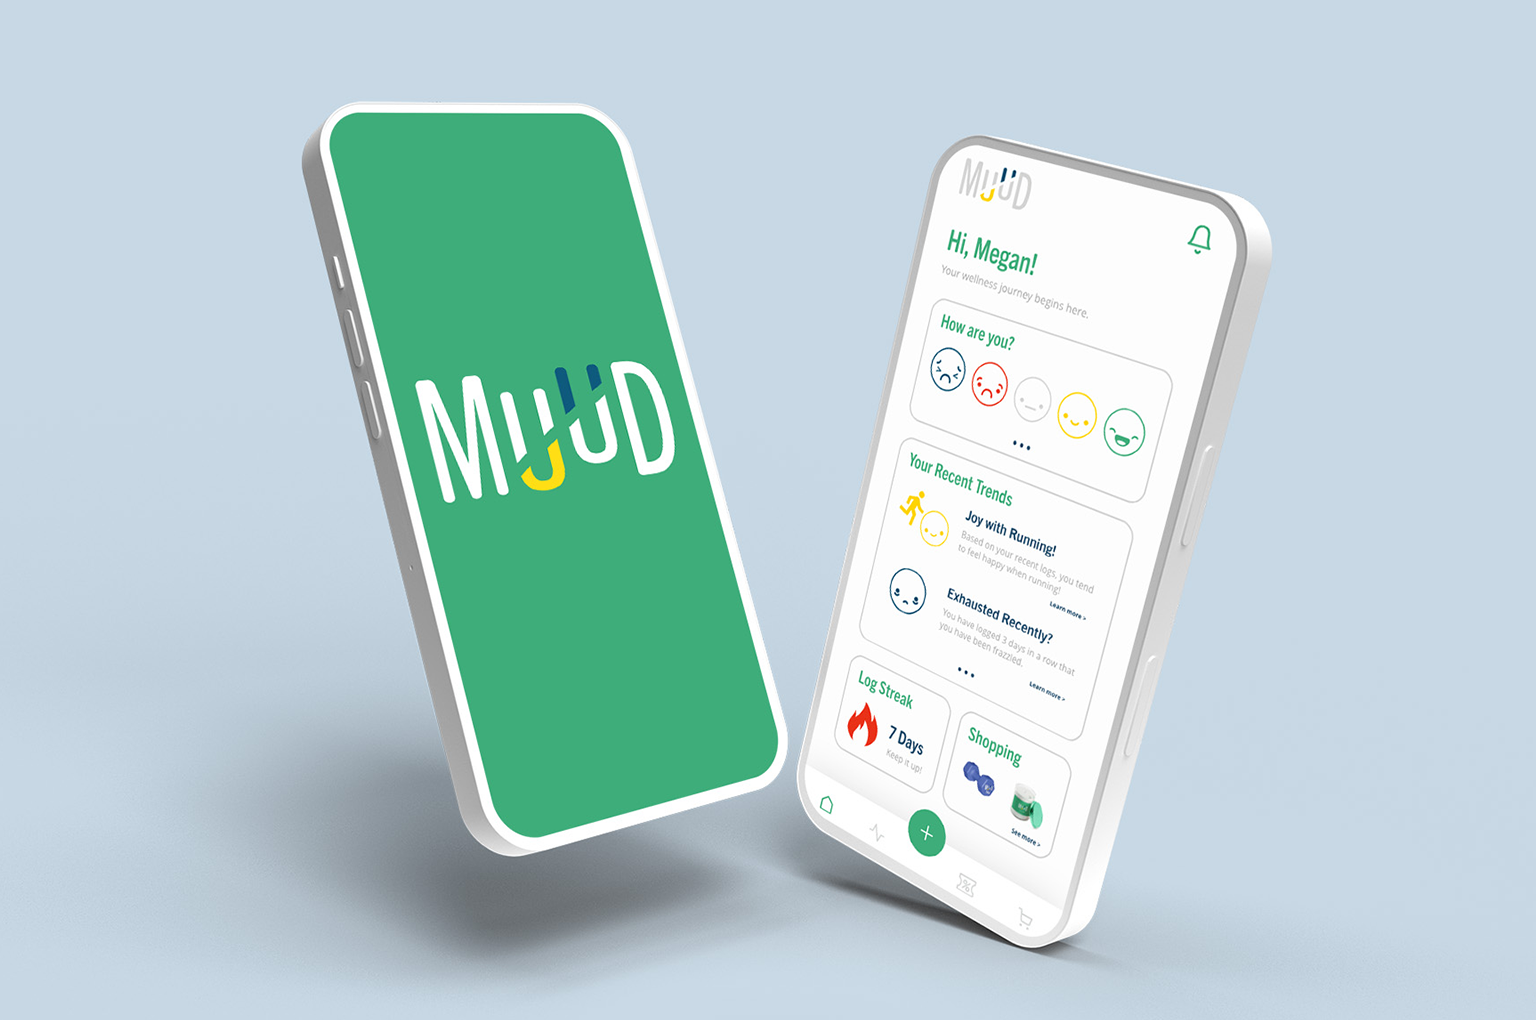 MUUD
MUUD
Hi, Megan!
Your wellness journey begins here.
How are you?
Your Recent Trends
Joy with Running!
Based on your recent logs, you tend
to feel happy when running!
Learn more >
Exhausted Recently?
You have logged 3 days in a row that
you have been frazzled.
Learn more >
Log Streak
7 Days
Keep it up!
Shopping
See more >